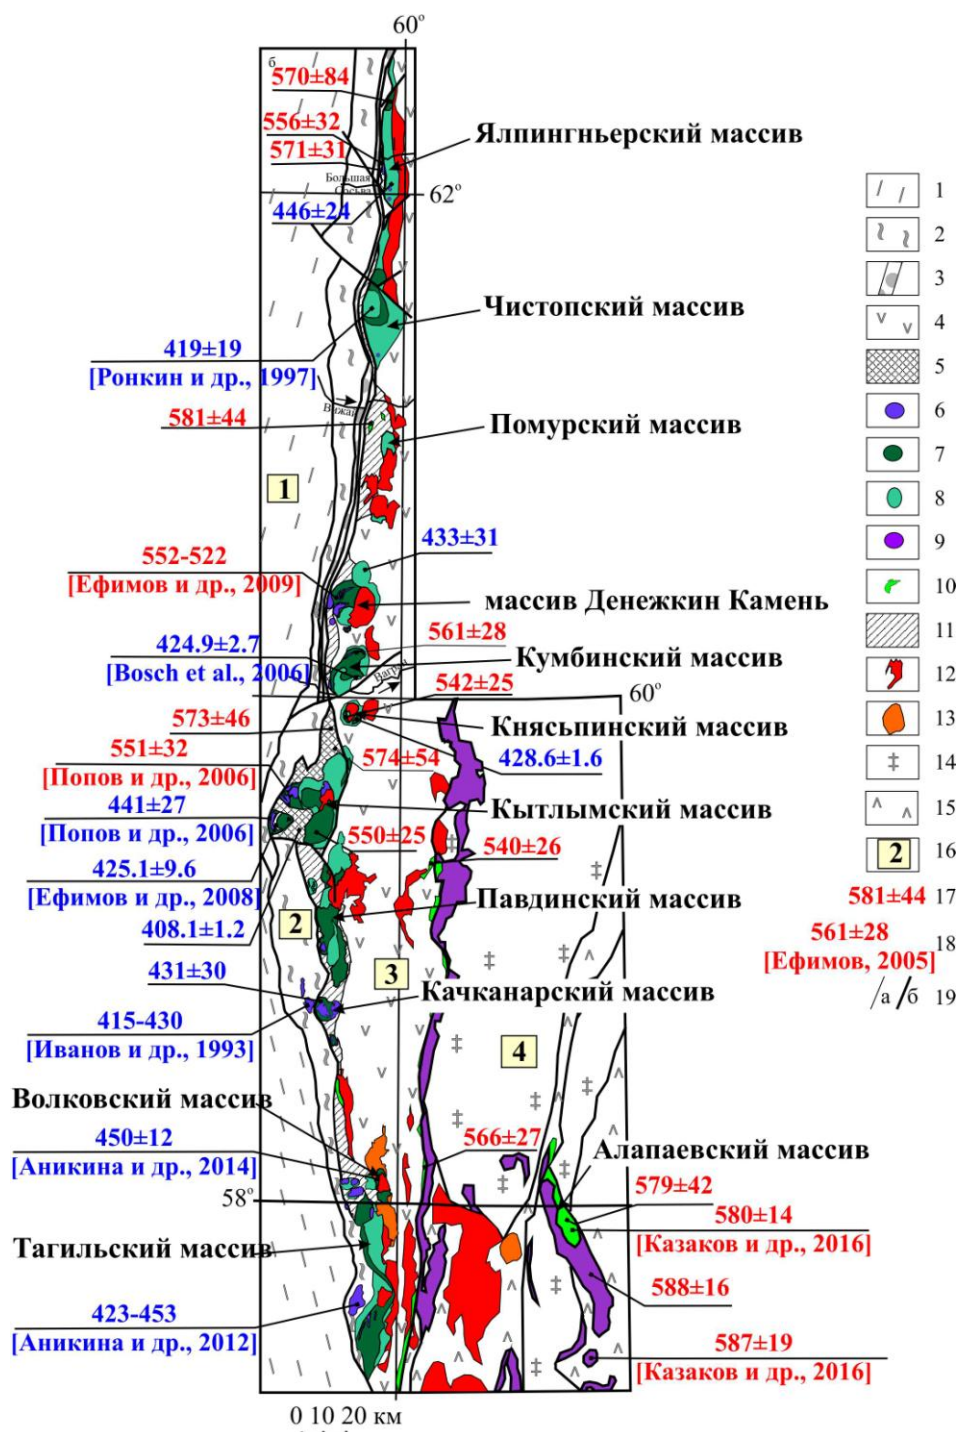 60°
б
570±84
556±32
Ялпингньерский массив
571±31
Большая
Сосьва
62°
446±24
Чистопский массив
419±19
[Ронкин и др., 1997]
Вижай
581±44
Помурский массив
1
433±31
552-522
[Ефимов и др., 2009]
массив Денежкин Камень
561±28
424.9±2.7
[Bosch et al., 2006]
Кумбинский массив
Вагран
542±25
60°
573±46
Княсьпинский массив
551±32
[Попов и др., 2006]
574±54
428.6±1.6
441±27
[Попов и др., 2006]
Кытлымский массив
550±25
540±26
425.1±9.6
[Ефимов и др., 2008]
Павдинский массив
408.1±1.2
2
431±30
3
Качканарский массив
415-430
[Иванов и др., 1993]
4
Волковский массив
450±12
[Аникина и др., 2014]
566±27
Алапаевский массив
579±42
58°
580±14
[Казаков и др., 2016]
Тагильский массив
588±16
423-453
[Аникина и др., 2012]
587±19
[Казаков и др., 2016]
0 10 20 км
1
2
3
4
5
6
7
8
9
10
11
12
13
14
15
2 16
581±44 17
561±28 18
[Ефимов, 2005]
а б 19